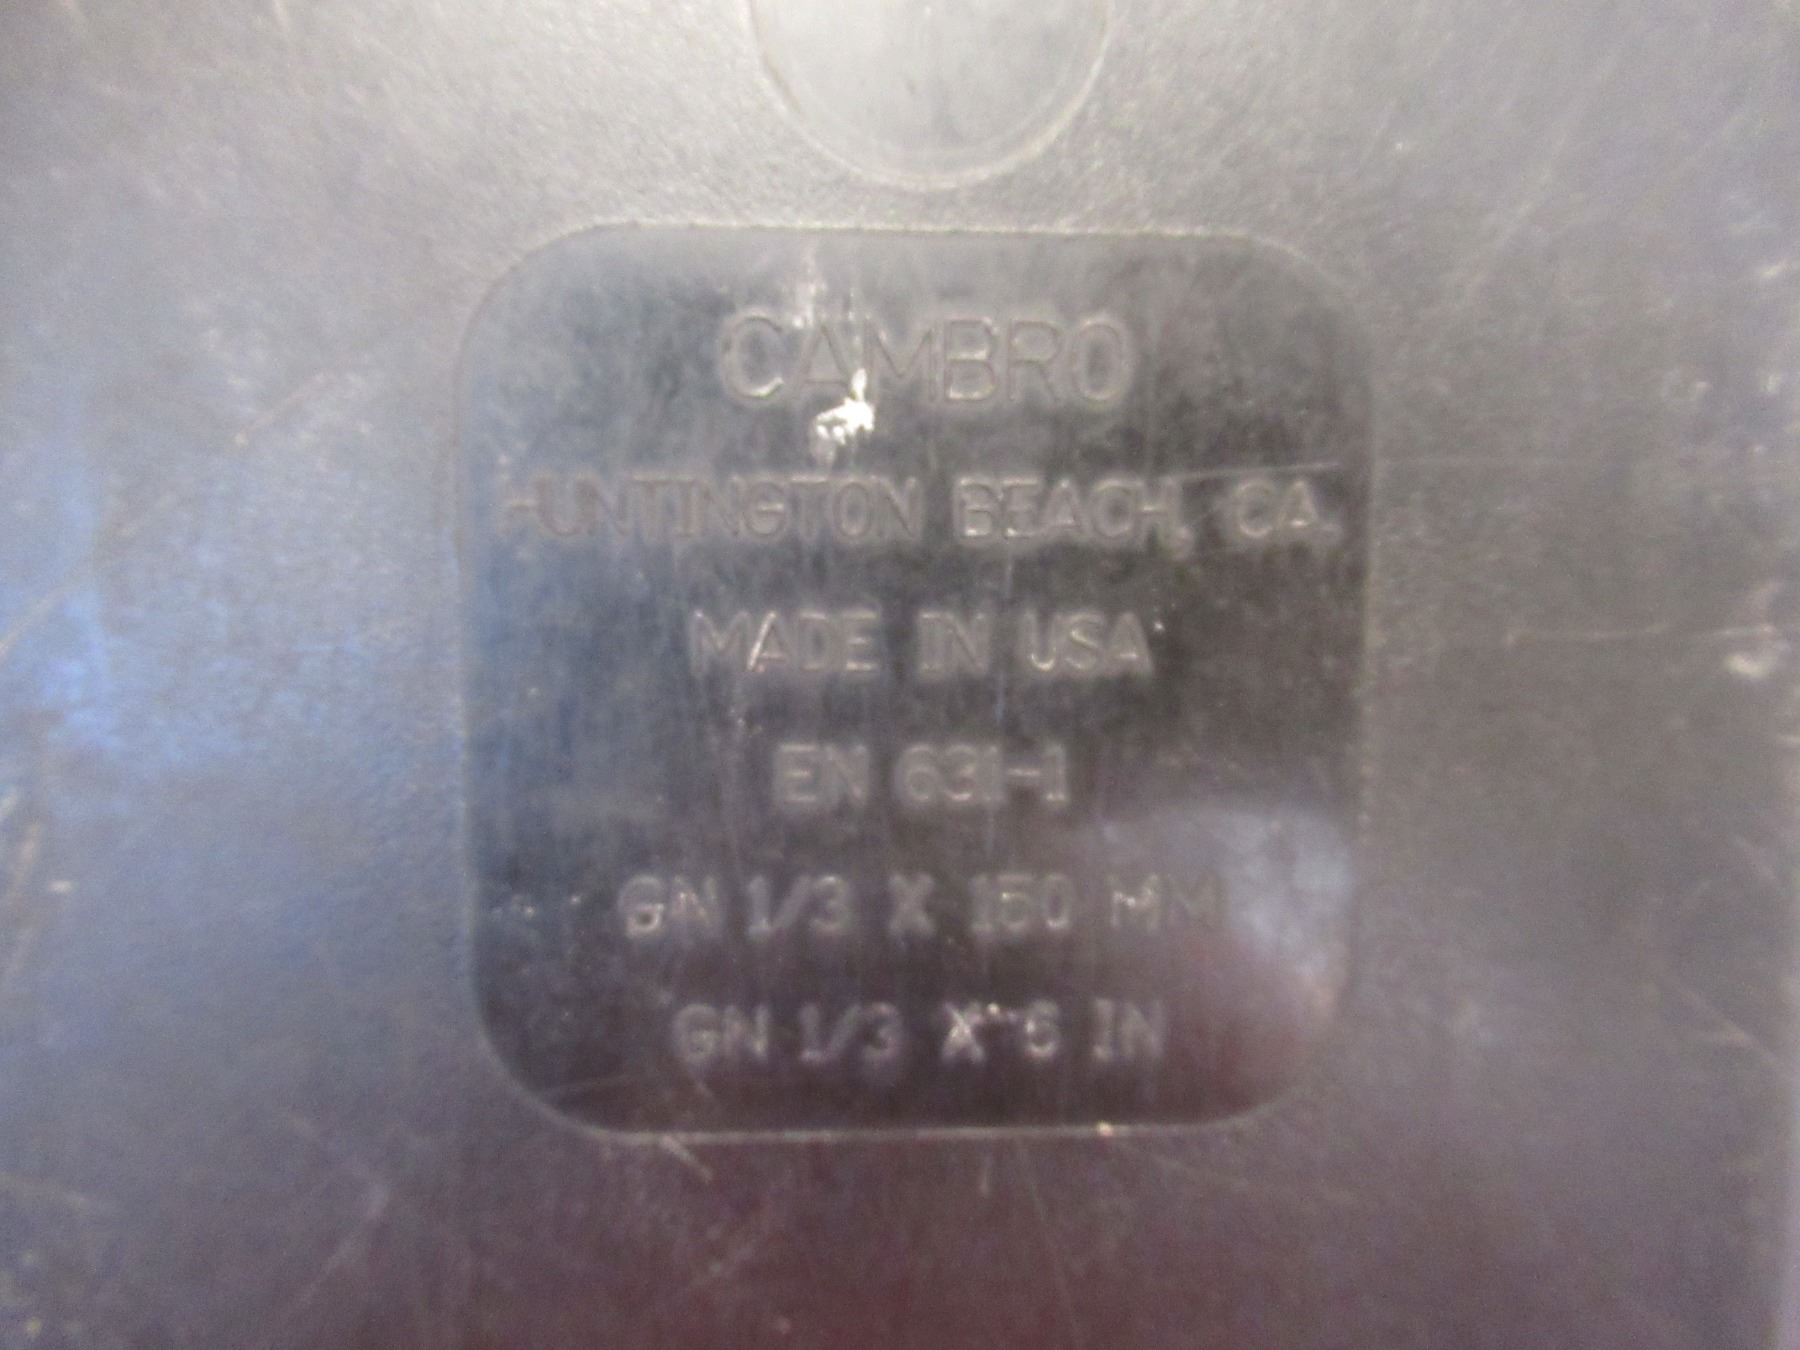 CAMBRO
HUNTINGTON BEACH, CA.
MADE IN USA
EN 631-1
GN 1/3 X 150 MM
GN 1/3 X 6 IN